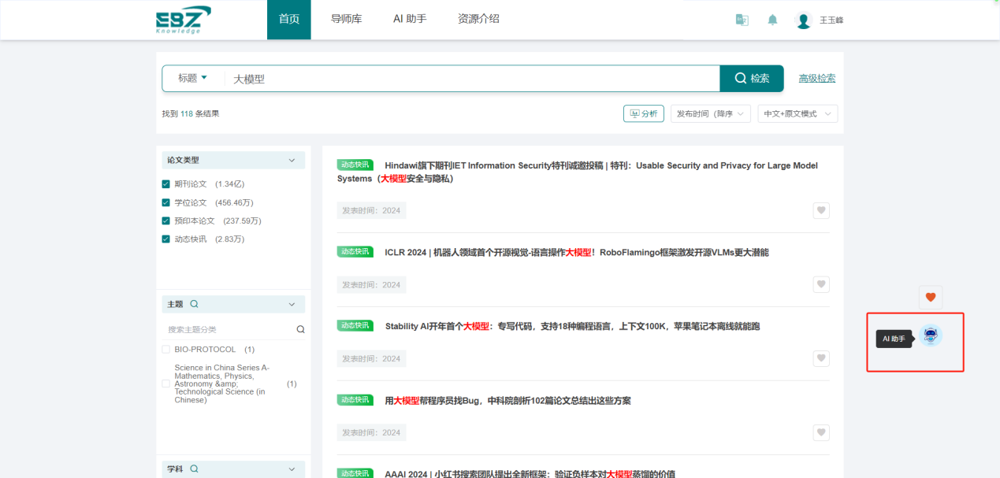 EBZ
Knowledge
首页
导师库
AI 助手
资源介绍
王玉峰
标题
大模型
检索
高级检索
找到 118 条结果
分析
发布时间（降序
中文+原文模式
论文类型
期刊论文 (1.34亿)
学位论文 (456.46万)
预印本论文 (237.59万)
动态快讯 (2.83万)
主题
搜索主题分类
BIO-PROTOCOL (1)
Science in China Series A-
Mathematics, Physics,
Astronomy &amp;
Technological Science (in
Chinese)
(1)
学科
动态快讯 Hindawi旗下期刊IET Information Security特刊诚邀投稿 | 特刊：Usable Security and Privacy for Large Model
Systems（大模型安全与隐私）
发表时间：2024
动态快讯 ICLR 2024 | 机器人领域首个开源视觉-语言操作大模型！RoboFlamingo框架激发开源VLMs更大潜能
发表时间：2024
动态快讯 Stability AI开年首个大模型：专写代码，支持18种编程语言，上下文100K，苹果笔记本离线就能跑
发表时间：2024
动态快讯 用大模型帮程序员找Bug，中科院剖析102篇论文总结出这些方案
发表时间：2024
动态快讯 AAAI 2024 | 小红书搜索团队提出全新框架：验证负样本对大模型蒸馏的价值
AI 助手